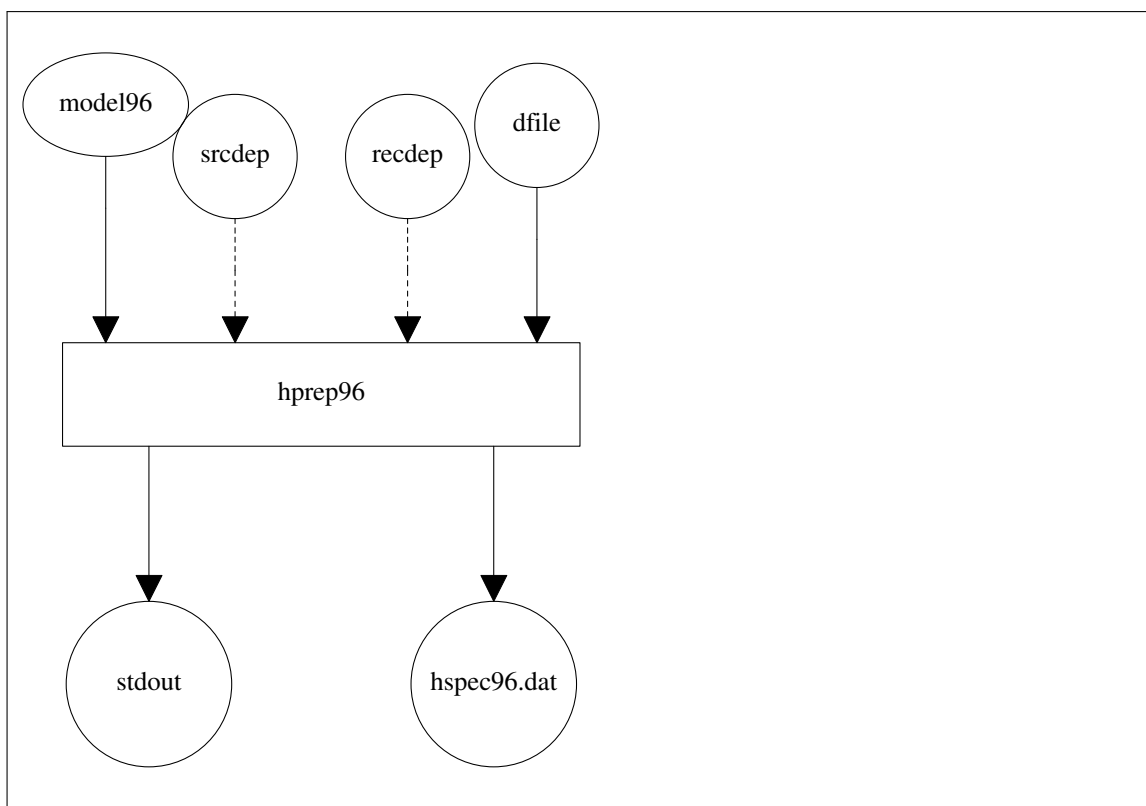 model96
srcdep
recdep
dfile
hprep96
stdout
hspec96.dat